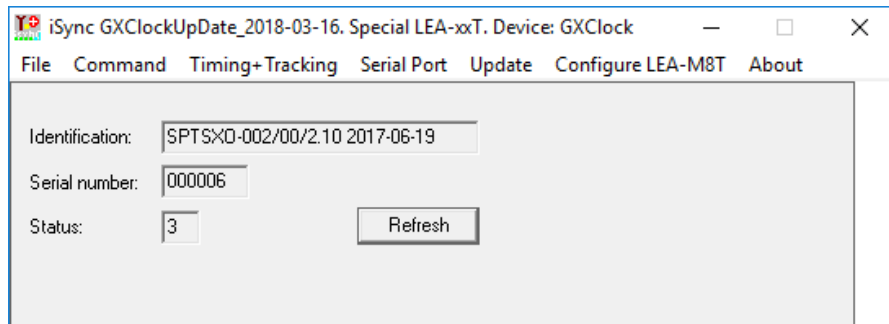 iSync GXClockUpDate_2018-03-16. Special LEA-xxT. Device: GXClock
File Command Timing+Tracking Serial Port Update Configure LEA-M8T About
Identification: SPTSXO-002/00/2.10 2017-06-19
Serial number: 000006
Status: 3 Refresh